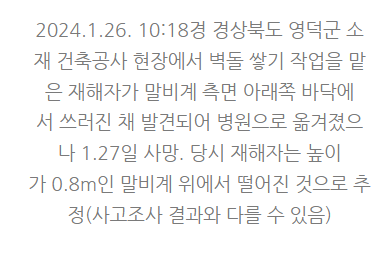 2024.1.26. 10:18경 경상북도 영덕군 소
재 건축공사 현장에서 벽돌 쌓기 작업을 맡
은 재해자가 말비계 측면 아래쪽 바닥에
서 쓰러진 채 발견되어 병원으로 옮겨졌으
나 1.27일 사망. 당시 재해자는 높이
가 0.8m인 말비계 위에서 떨어진 것으로 추
정(사고조사 결과와 다를 수 있음)